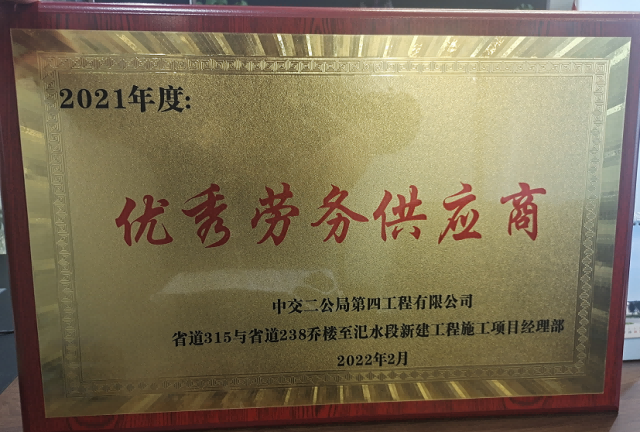 2021年度:
优秀劳务供应商
中交二公局第四工程有限公司
省道315与省道238乔楼至汜水段新建工程施工项目经理部
2022年2月